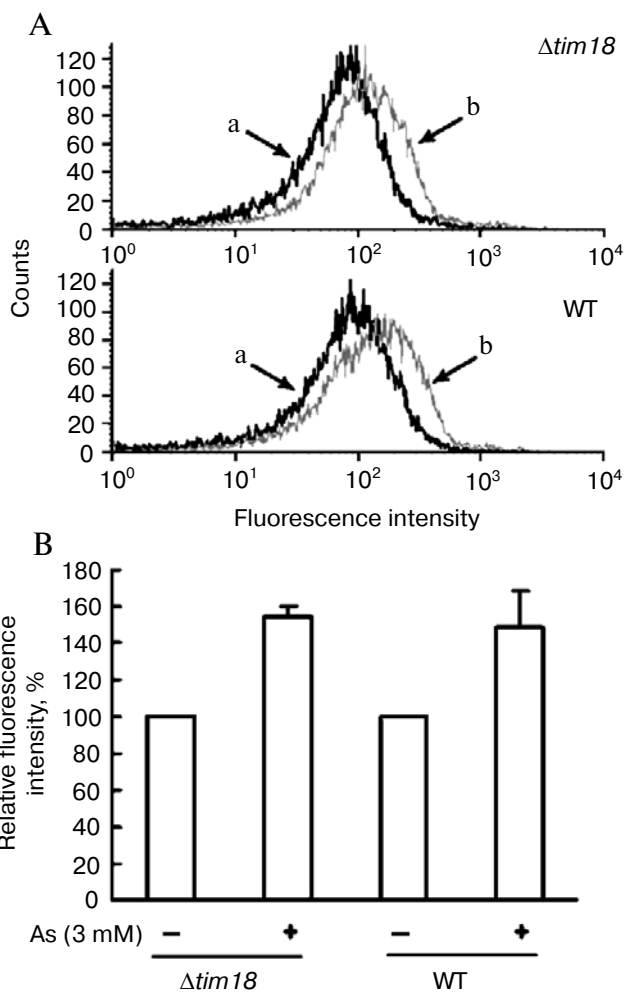 A
Δtim18
120
100
80
60
40
20
0
a
b
10⁰
10¹
10²
10³
10⁴
Counts
WT
120
100
80
60
40
20
0
a
b
10⁰
10¹
10²
10³
10⁴
Fluorescence intensity
B
Relative fluorescence
intensity, %
180
160
140
120
100
80
60
40
20
0
As (3 mM) – + – +
Δtim18 WT